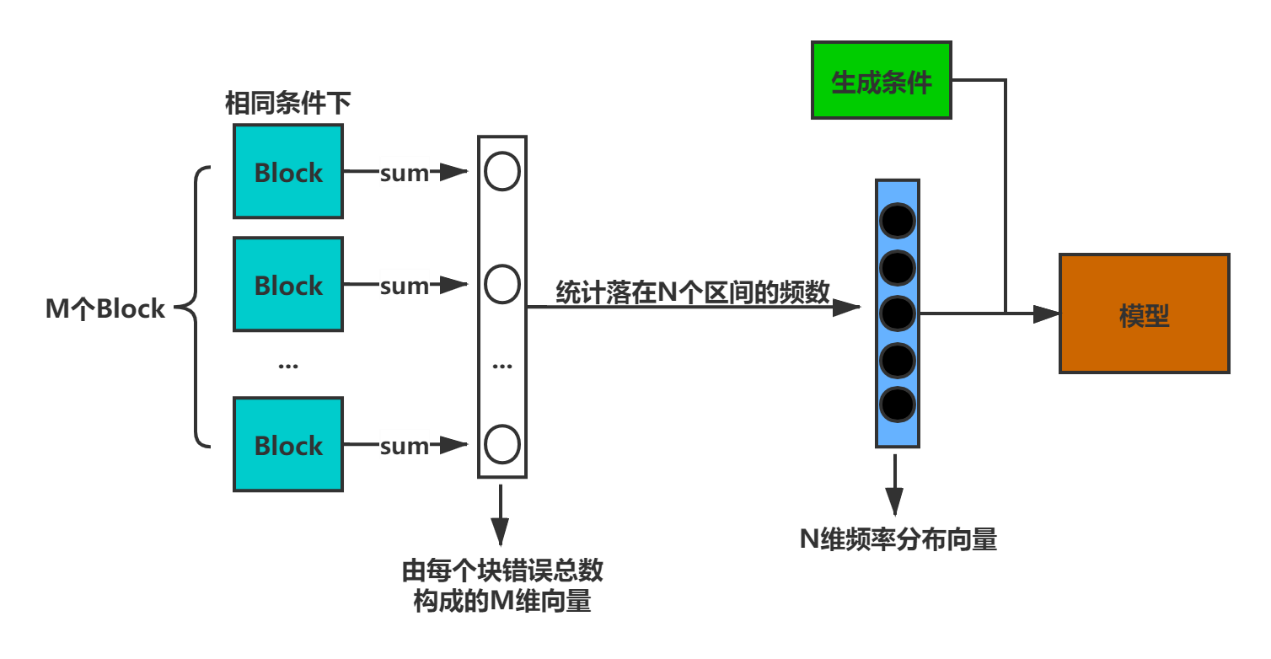 生成条件
相同条件下
Block
sum
Block
sum
M个Block
统计落在N个区间的频数
模型
...
...
Block
sum
N维频率分布向量
由每个块错误总数
构成的M维向量